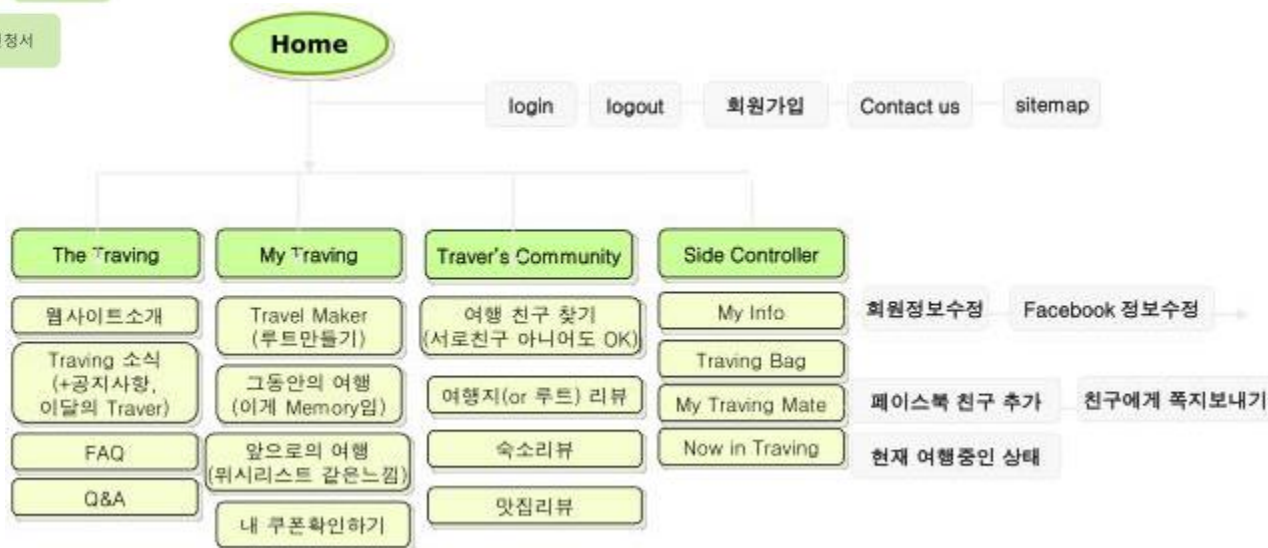 청서
Home
login
logout
회원가입
Contact us
sitemap
The Traving
웹사이트소개
Traving 소식
(+공지사항,
이달의 Traver)
FAQ
Q&A
My Traving
Travel Maker
(루트만들기)
그동안의 여행
(이게 Memory임)
앞으로의 여행
(위시리스트 같은느낌)
내 쿠폰확인하기
Traver's Community
여행 친구 찾기
(서로친구 아니어도 OK)
여행지(or 루트) 리뷰
숙소리뷰
맛집리뷰
Side Controller
My Info
회원정보수정
Facebook 정보수정
Traving Bag
My Traving Mate
페이스북 친구 추가
친구에게 쪽지보내기
Now in Traving
현재 여행중인 상태